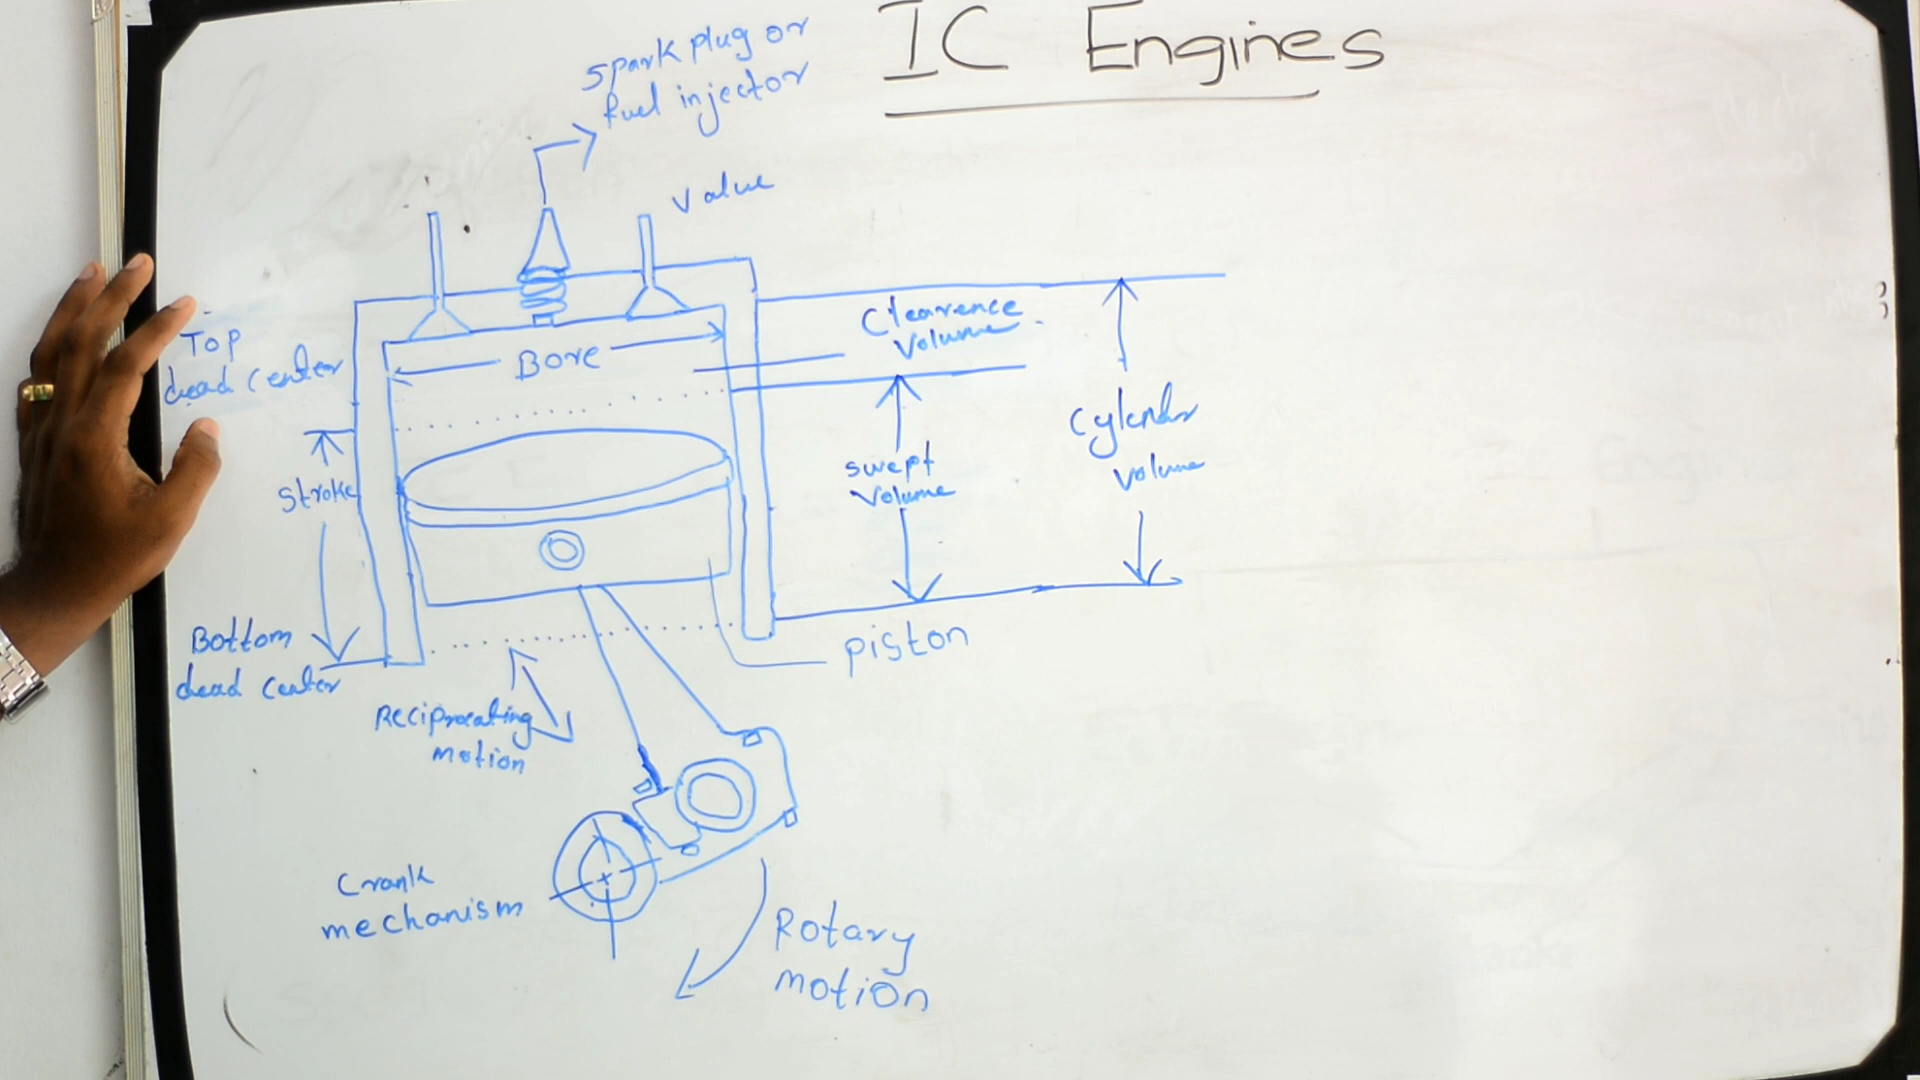 IC Engines
spark plug or
fuel injector
value
Clearence
Volume
Top
dead center
Bore
Cylender
volume
swept
Volume
Stroke
Bottom
dead center
piston
Reciprocating
motion
Crank
mechanism
Rotary
motion